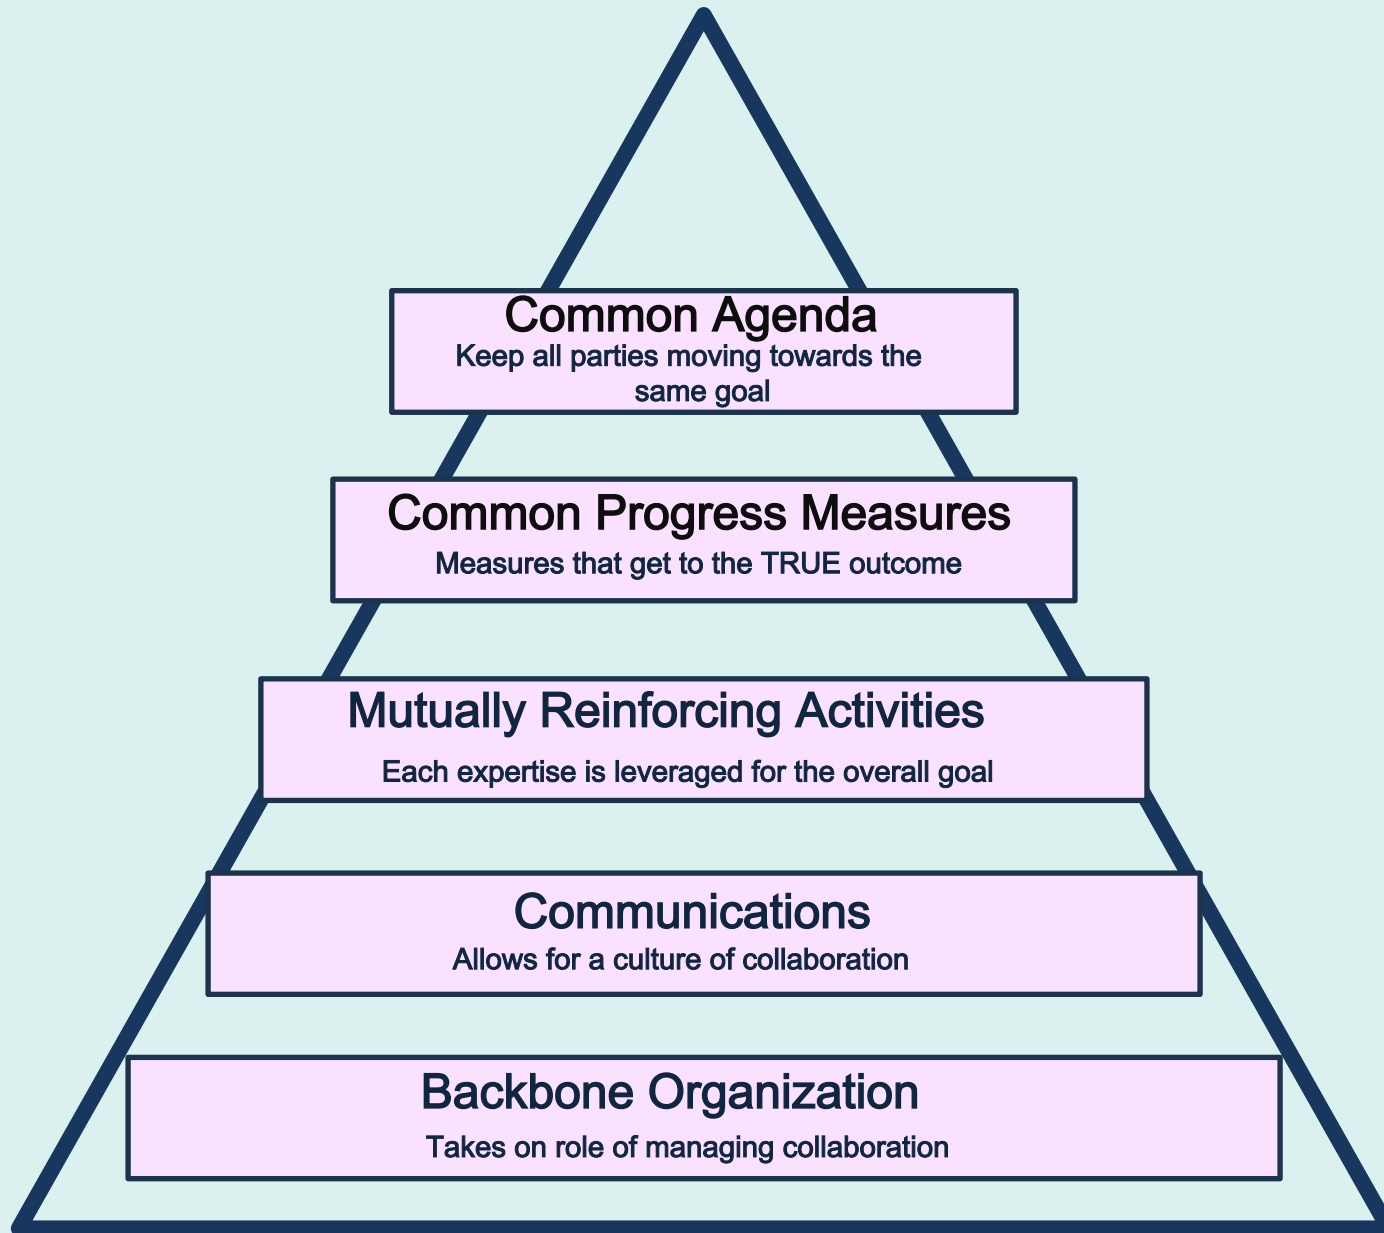 Common Agenda
Keep all parties moving towards the
same goal
Common Progress Measures
Measures that get to the TRUE outcome
Mutually Reinforcing Activities
Each expertise is leveraged for the overall goal
Communications
Allows for a culture of collaboration
Backbone Organization
Takes on role of managing collaboration